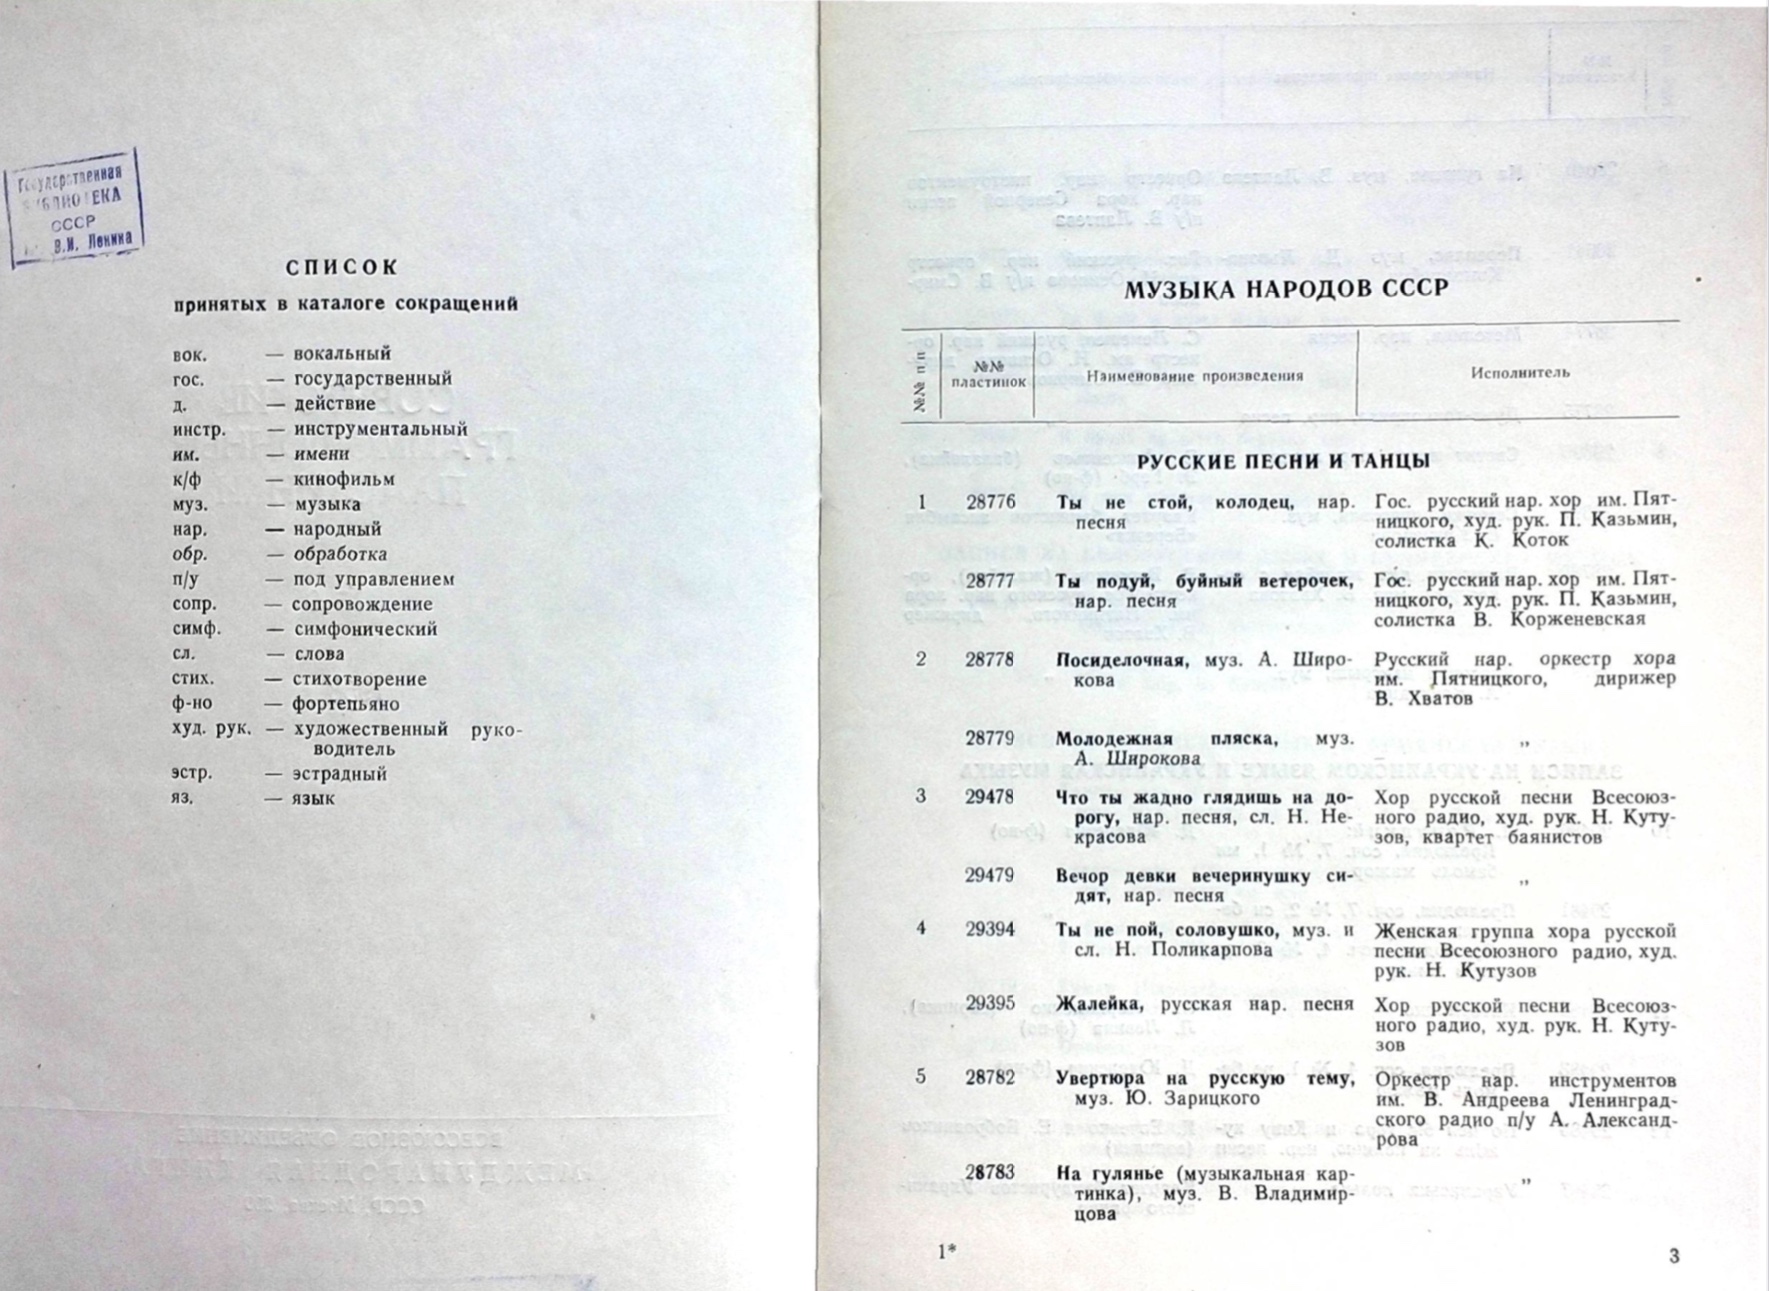 Государственная
БИБЛИОТЕКА
СССР
В.И. Ленина
СПИСОК
принятых в каталоге сокращений
вок. — вокальный
гос. — государственный
д. — действие
инстр. — инструментальный
им. — имени
к/ф — кинофильм
муз. — музыка
нар. — народный
обр. — обработка
п/у — под управлением
сопр. — сопровождение
симф. — симфонический
сл. — слова
стих. — стихотворение
ф-но — фортепьяно
худ. рук. — художественный руко-
водитель
эстр. — эстрадный
яз. — язык
МУЗЫКА НАРОДОВ СССР
№№ п п
№№
пластинок
Наименование произведения
Исполнитель
РУССКИЕ ПЕСНИ И ТАНЦЫ
1 28776 Ты не стой, колодец, нар. Гос. русский нар. хор им. Пят-
песня ницкого, худ. рук. П. Казьмин,
солистка К. Коток
28777 Ты подуй, буйный ветерочек, Гос. русский нар. хор им. Пят-
нар. песня ницкого, худ. рук. П. Казьмин,
солистка В. Корженевская
2 28778 Посиделочная, муз. А. Широ- Русский нар. оркестр хора
кова им. Пятницкого, дирижер
В. Хватов
28779 Молодежная пляска, муз. „
А. Широкова
3 29478 Что ты жадно глядишь на до- Хор русской песни Всесоюз-
рогу, нар. песня, сл. Н. Не- ного радио, худ. рук. Н. Куту-
красова зов, квартет баянистов
29479 Вечор девки вечеринушку си- „
дят, нар. песня
4 29394 Ты не пой, соловушко, муз. и Женская группа хора русской
сл. Н. Поликарпова песни Всесоюзного радио, худ.
рук. Н. Кутузов
29395 Жалейка, русская нар. песня Хор русской песни Всесоюз-
ного радио, худ. рук. Н. Куту-
зов
5 28782 Увертюра на русскую тему, Оркестр нар. инструментов
муз. Ю. Зарицкого им. В. Андреева Ленинград-
ского радио п/у А. Александ-
рова
28783 На гулянье (музыкальная кар- „
тинка), муз. В. Владимир-
цова
1*
3